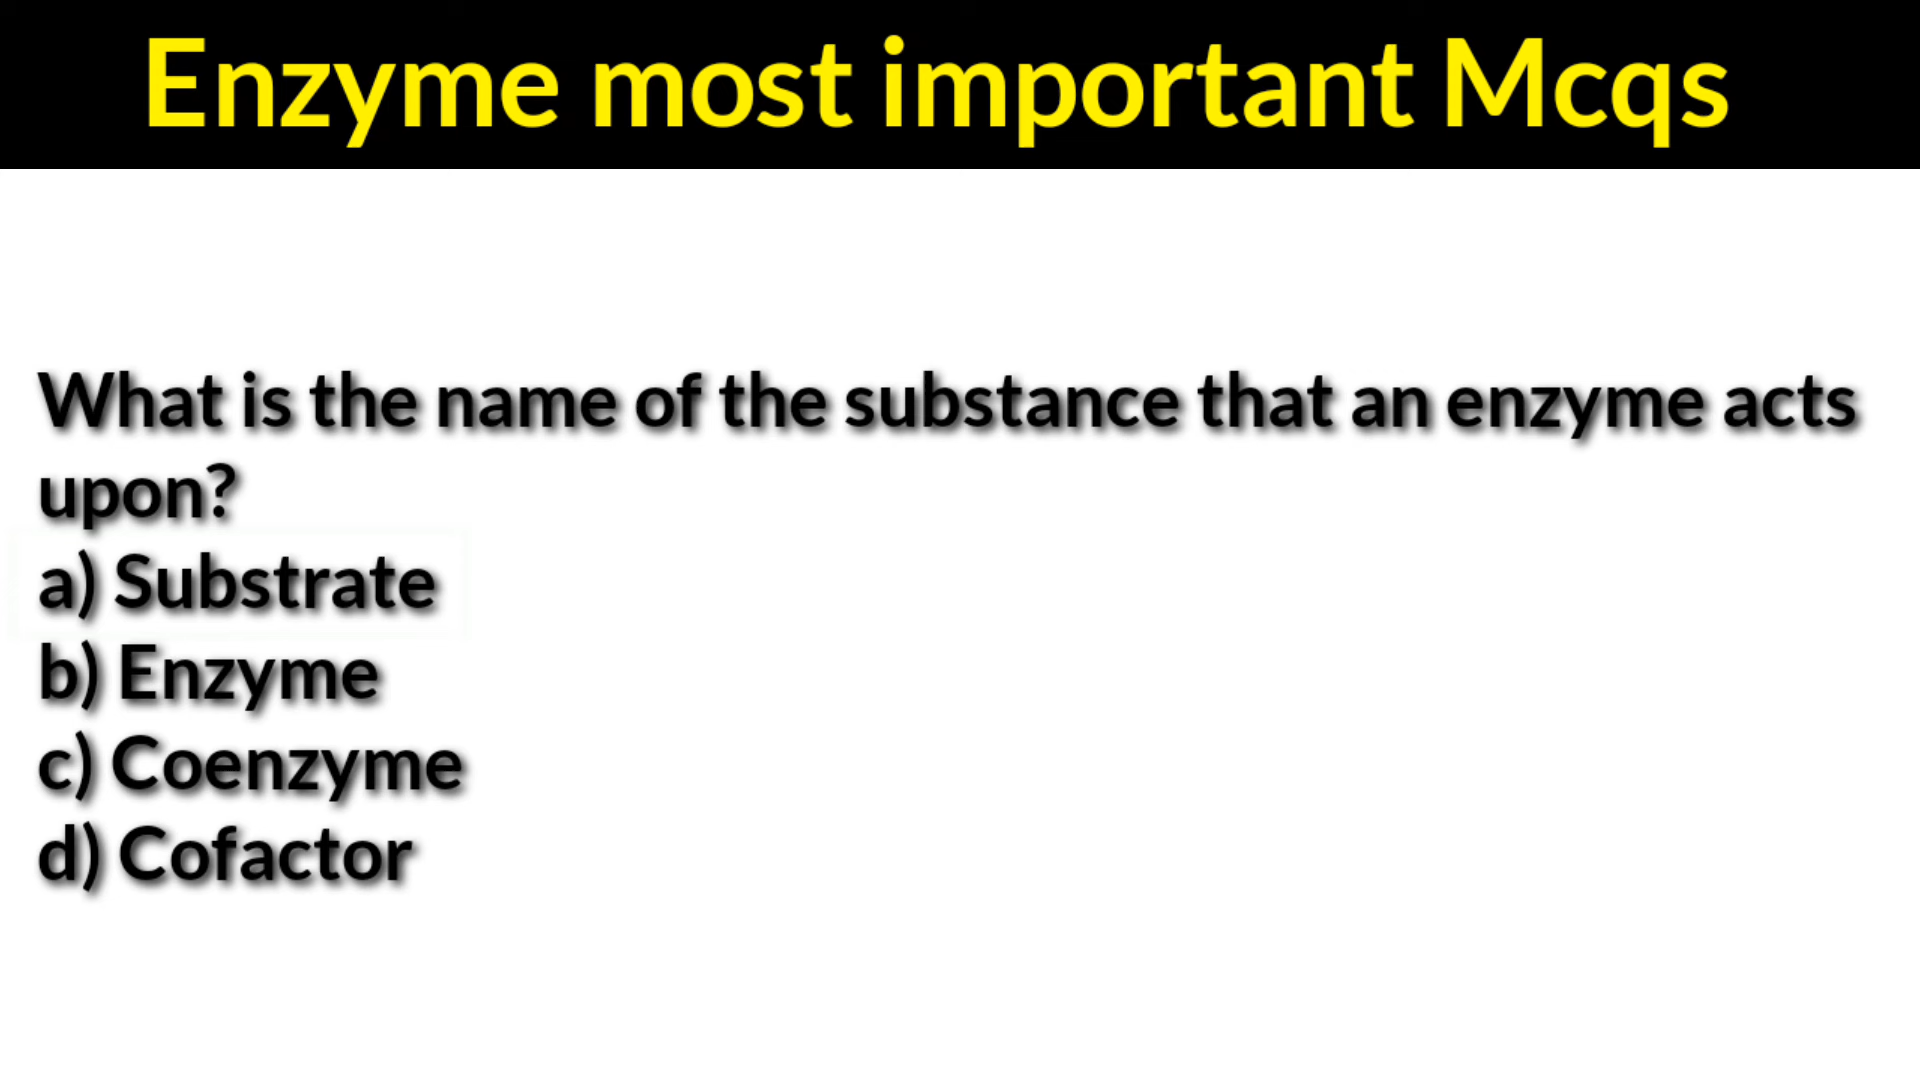 Enzyme most important Mcqs
What is the name of the substance that an enzyme acts
upon?
a) Substrate
b) Enzyme
c) Coenzyme
d) Cofactor